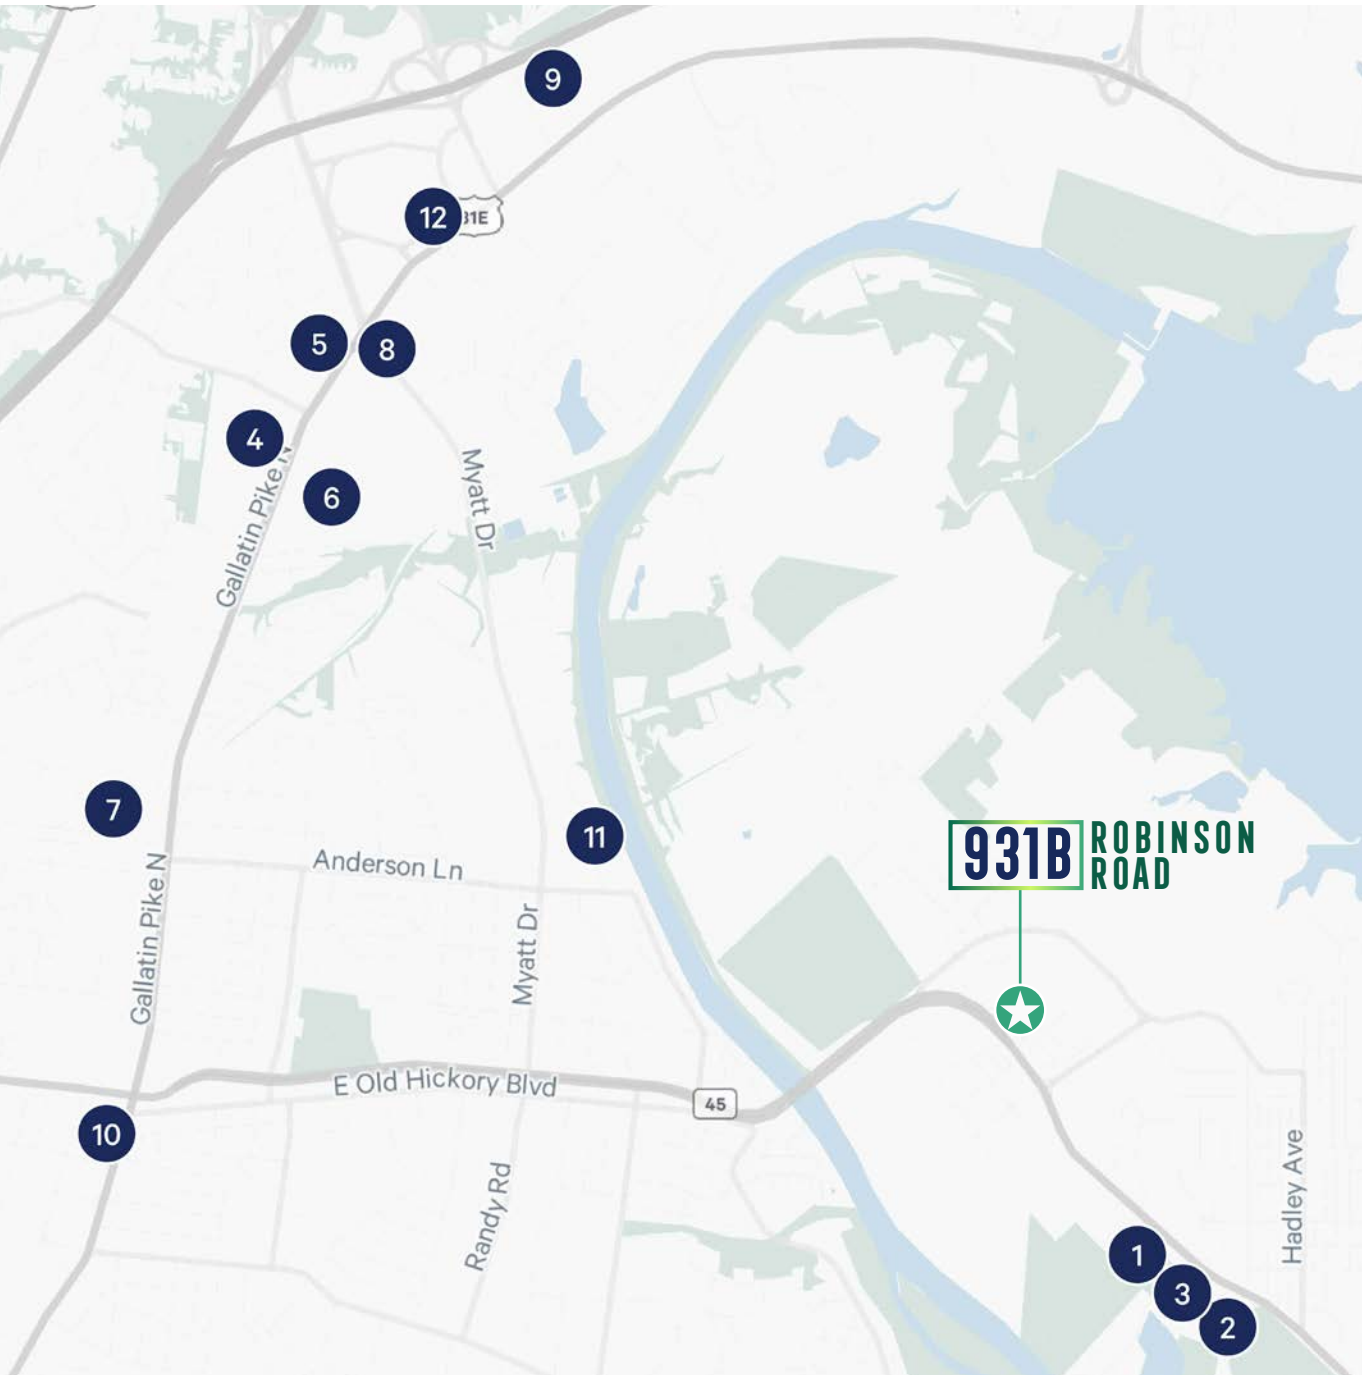 9
12
31E
5
8
4
6
Gallatin Pike N
Myatt Dr
7
11
931B ROBINSON
ROAD
Anderson Ln
Gallatin Pike N
Myatt Dr
E Old Hickory Blvd
45
10
Randy Rd
Hadley Ave
1
3
2